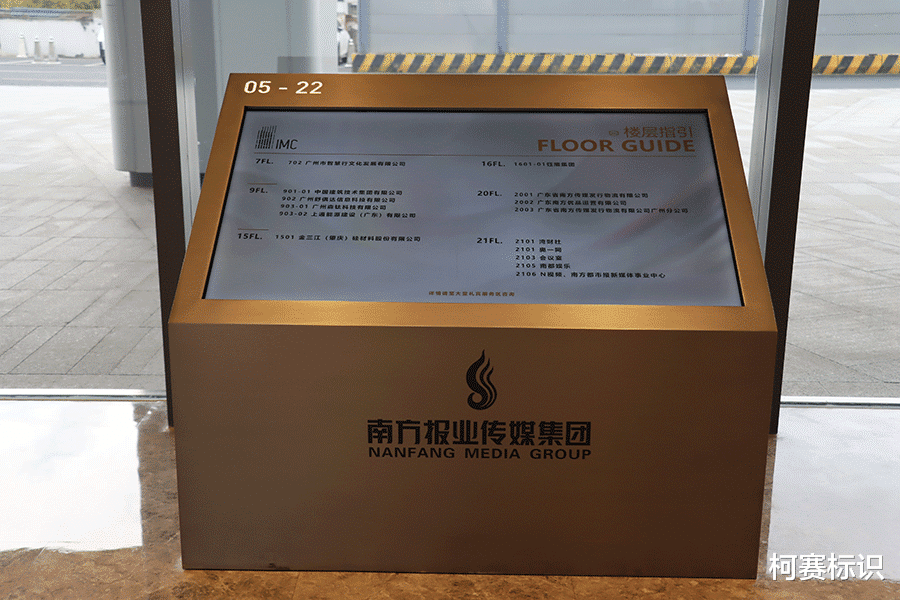 05 - 22
IMC
楼层指引
FLOOR GUIDE
7FL. 702 广州市智慧行文化发展有限公司
9FL. 901-01 中国建筑技术集团有限公司
902 广州舒偶达信息科技有限公司
903-01 广州森钛科技有限公司
903-02 上通能源建设（广东）有限公司
15FL. 1501 金三江（肇庆）硅材料股份有限公司
16FL. 1601-01 珏隆集团
20FL. 2001 广东省南方传媒发行物流有限公司
2002 广东南方优品运营有限公司
2003 广东省南方传媒发行物流有限公司广州分公司
21FL. 2101 湾财社
2101 奥一网
2103 会议室
2105 南都娱乐
2106 N视频、南方都市报新媒体事业中心
南方报业传媒集团
NANFANG MEDIA GROUP
柯赛标识